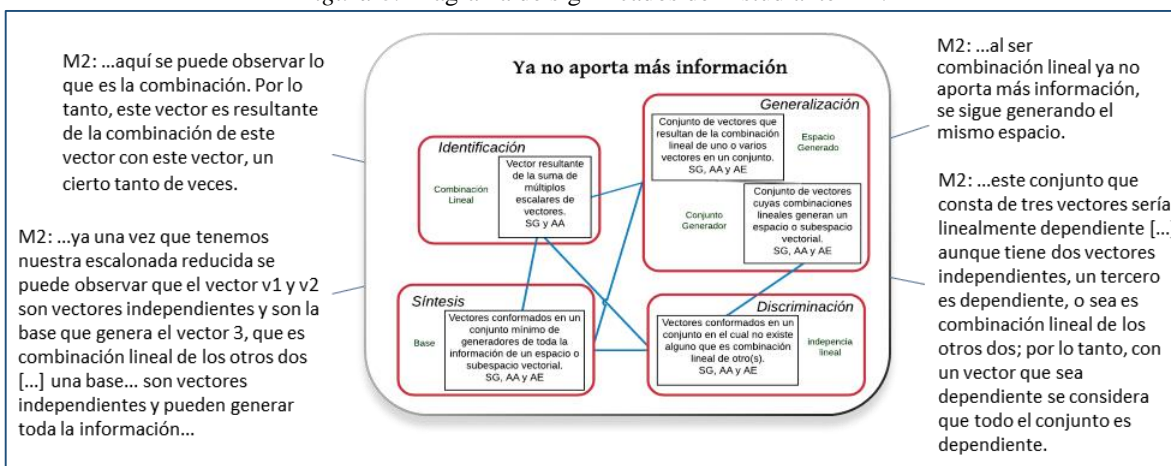 M2: ...aquí se puede observar lo
que es la combinación. Por lo
tanto, este vector es resultante
de la combinación de este
vector con este vector, un
cierto tanto de veces.
M2: ...ya una vez que tenemos
nuestra escalonada reducida se
puede observar que el vector v1 y v2
son vectores independientes y son la
base que genera el vector 3, que es
combinación lineal de los otros dos
[...] una base... son vectores
independientes y pueden generar
toda la información...
Ya no aporta más información
Identificación
Combinación
Lineal
Vector resultante
de la suma de
múltiplos
escalares de
vectores.
SG y AA
Generalización
Conjunto de vectores que
resultan de la combinación
lineal de uno o varios
vectores en un conjunto.
SG, AA y AE
Espacio
Generado
Conjunto
Generador
Conjunto de vectores
cuyas combinaciones
lineales generan un
espacio o subespacio
vectorial.
SG, AA y AE
Síntesis
Base
Vectores conformados en un
conjunto mínimo de
generadores de toda la
información de un espacio o
subespacio vectorial.
SG, AA y AE
Discriminación
Vectores conformados en un
conjunto en el cual no existe
alguno que es combinación
lineal de otro(s).
SG, AA y AE
indepencia
lineal
M2: ...al ser
combinación lineal ya no
aporta más información,
se sigue generando el
mismo espacio.
M2: ...este conjunto que
consta de tres vectores sería
linealmente dependiente [...]
aunque tiene dos vectores
independientes, un tercero
es dependiente, o sea es
combinación lineal de los
otros dos; por lo tanto, con
un vector que sea
dependiente se considera
que todo el conjunto es
dependiente.